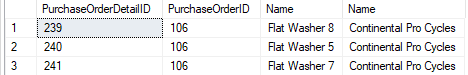 PurchaseOrderDetailID PurchaseOrderID Name Name
1 239 106 Flat Washer 8 Continental Pro Cycles
2 240 106 Flat Washer 5 Continental Pro Cycles
3 241 106 Flat Washer 7 Continental Pro Cycles